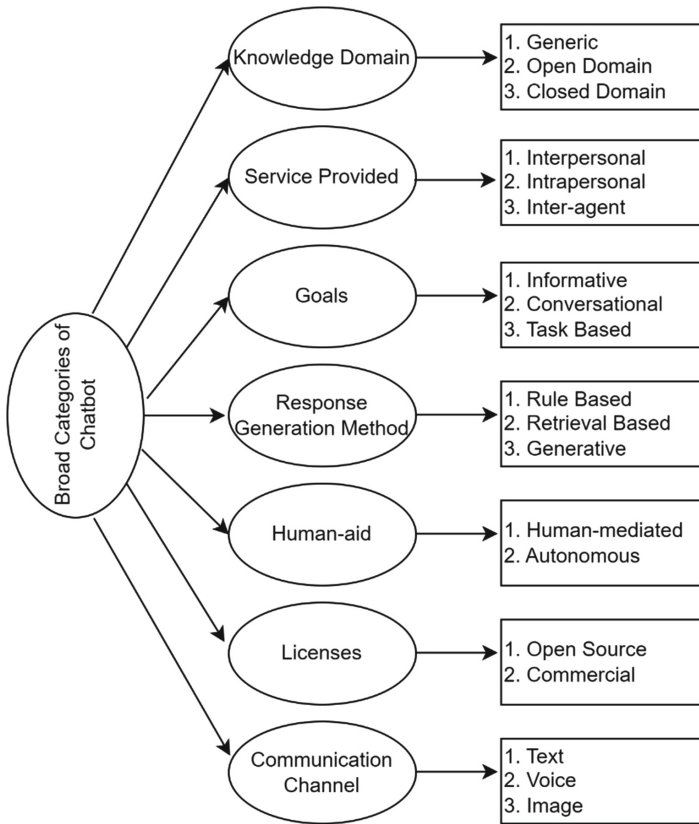 Broad Categories of
Chatbot
Knowledge Domain
1. Generic
2. Open Domain
3. Closed Domain
Service Provided
1. Interpersonal
2. Intrapersonal
3. Inter-agent
Goals
1. Informative
2. Conversational
3. Task Based
Response
Generation Method
1. Rule Based
2. Retrieval Based
3. Generative
Human-aid
1. Human-mediated
2. Autonomous
Licenses
1. Open Source
2. Commercial
Communication
Channel
1. Text
2. Voice
3. Image